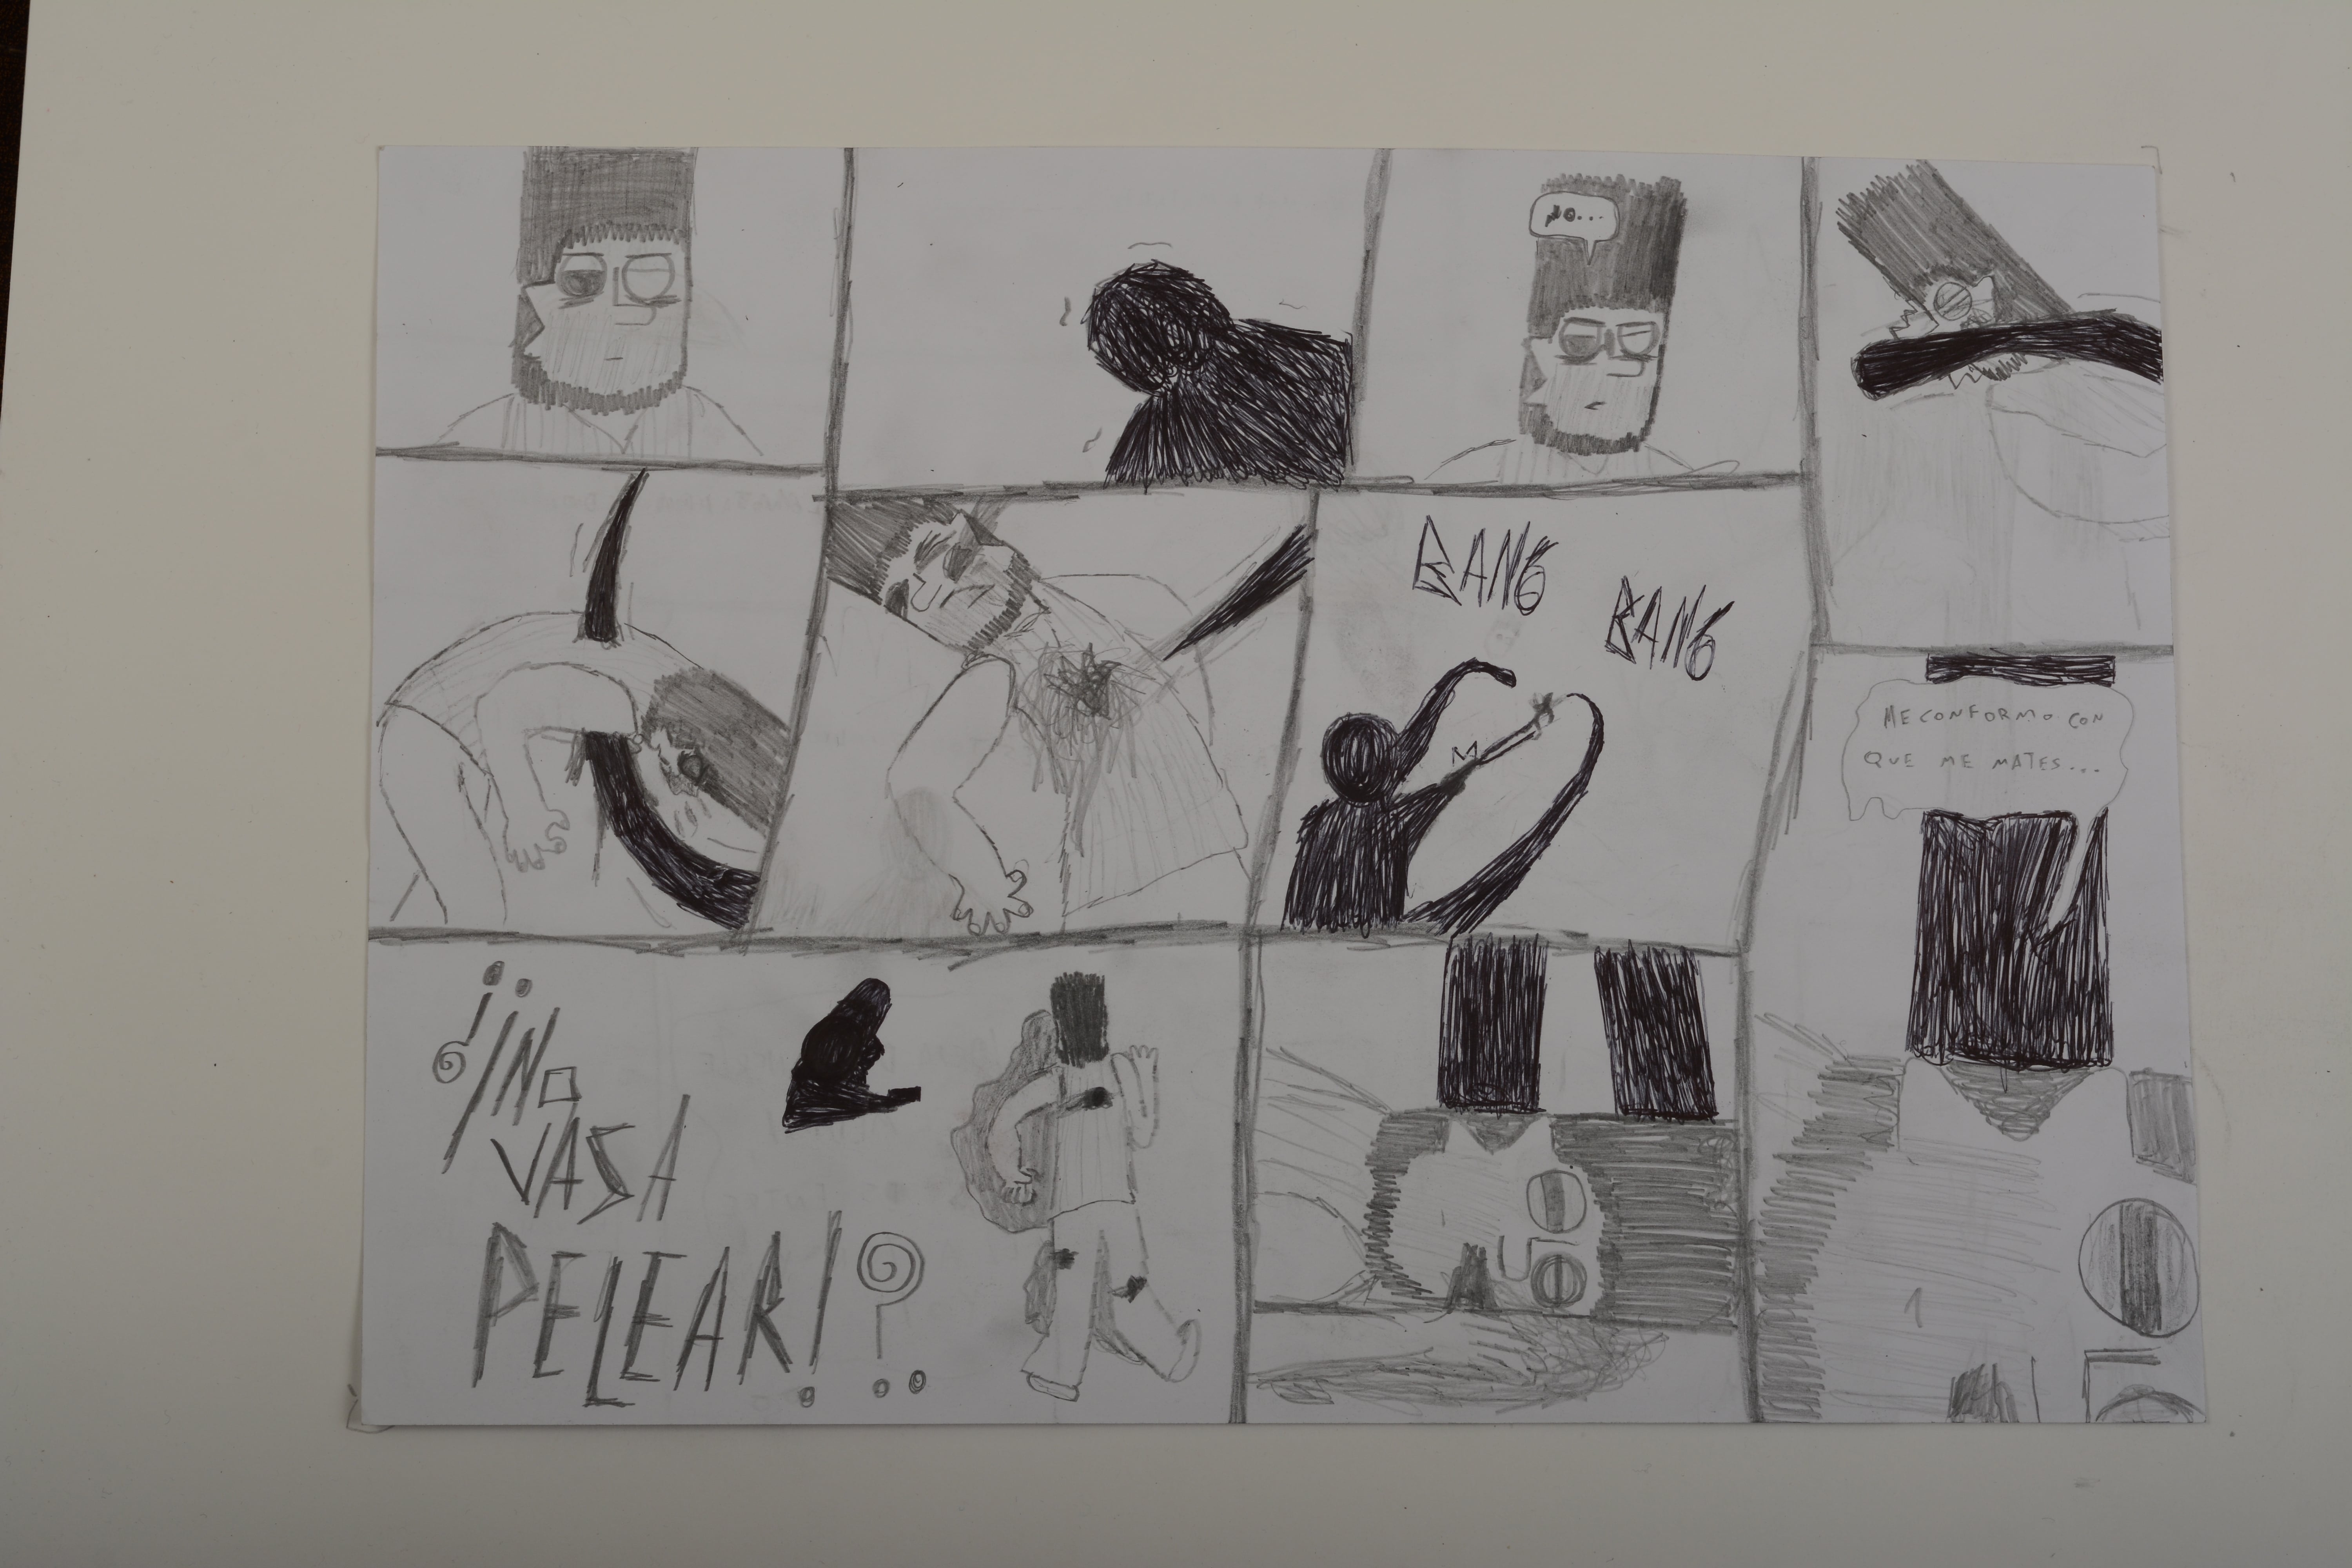 NO...
BANG
BANG
ME CONFORMO CON
QUE ME MATES...
¿¡NO
VAS A
PELEAR!?